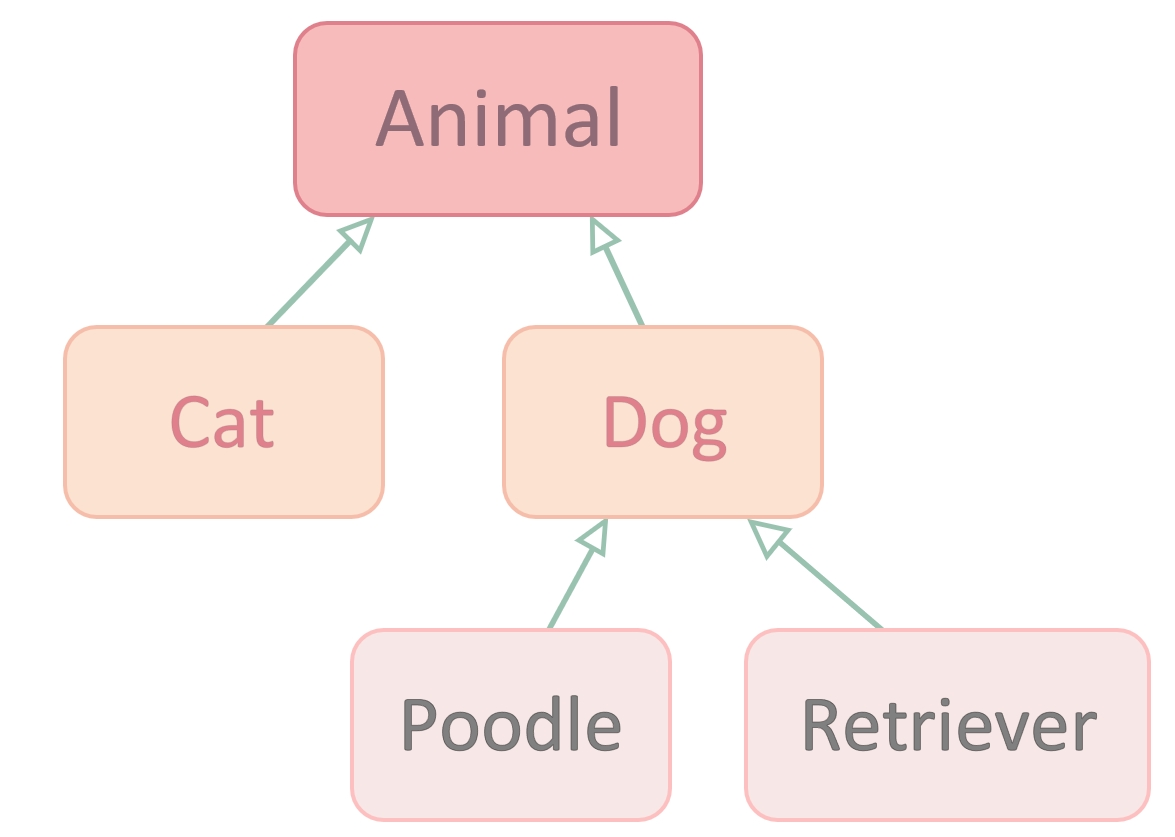 Animal
Cat
Dog
Poodle
Retriever